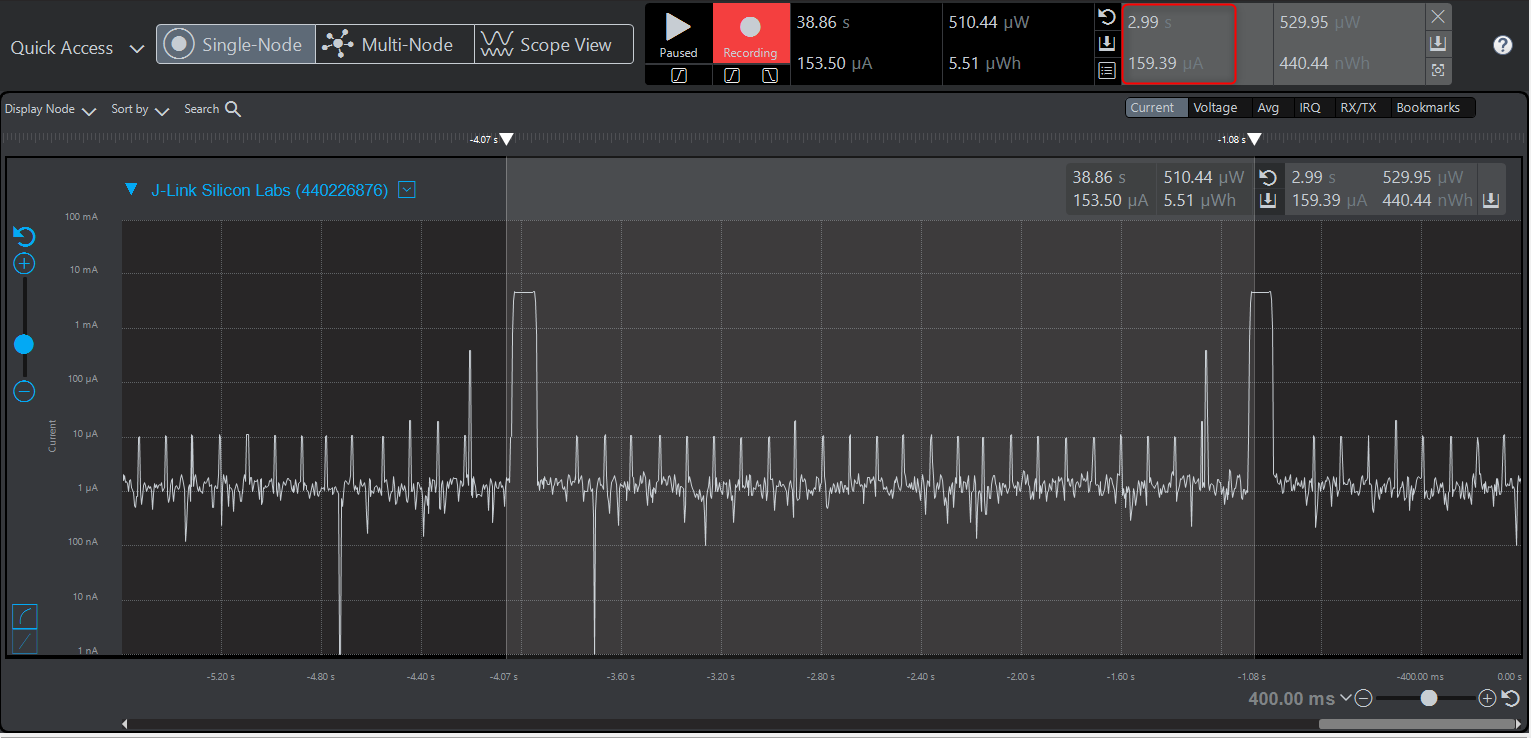 Quick Access
Single-Node
Multi-Node
Scope View
Paused
Recording
38.86 s
510.44 µW
153.50 µA
5.51 µWh
2.99 s
529.95 µW
159.39 µA
440.44 nWh
Display Node
Sort by
Search
Current
Voltage
Avg
IRQ
RX/TX
Bookmarks
-4.07 s
-1.08 s
J-Link Silicon Labs (440226876)
38.86 s
510.44 µW
2.99 s
529.95 µW
153.50 µA
5.51 µWh
159.39 µA
440.44 nWh
100 mA
10 mA
1 mA
100 µA
10 µA
1 µA
100 nA
10 nA
1 nA
Current
-5.20 s
-4.80 s
-4.40 s
-4.07 s
-3.60 s
-3.20 s
-2.80 s
-2.40 s
-2.00 s
-1.60 s
-1.08 s
-400.00 ms
0.00 s
400.00 ms